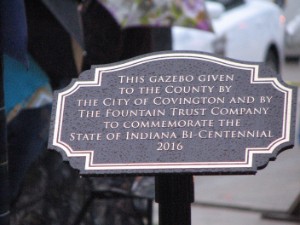 This gazebo given
to the County by
the City of Covington and by
The Fountain Trust Company
to commemorate the
State of Indiana Bi-Centennial
2016